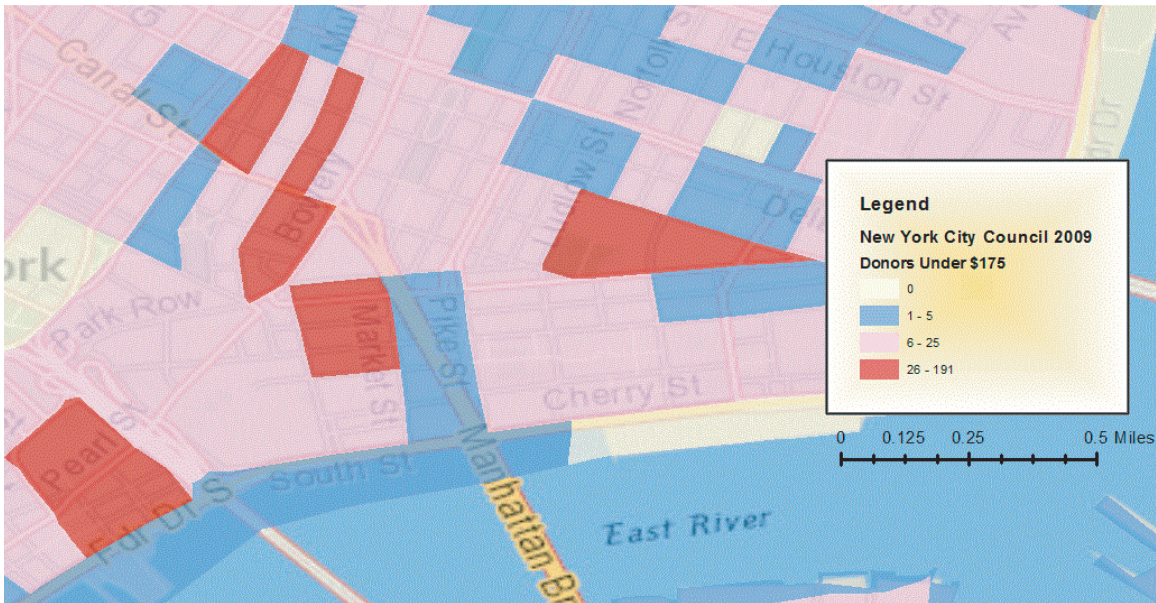 Canal St
Norfolk St
E Houston St
Bowery
Ludlow St
ork
Park Row
Market St
Pike St
Cherry St
Pearl St
South St
Fdr Dr S
Manhattan Br
East River
Legend
New York City Council 2009
Donors Under $175
0
1 - 5
6 - 25
26 - 191
0 0.125 0.25 0.5 Miles